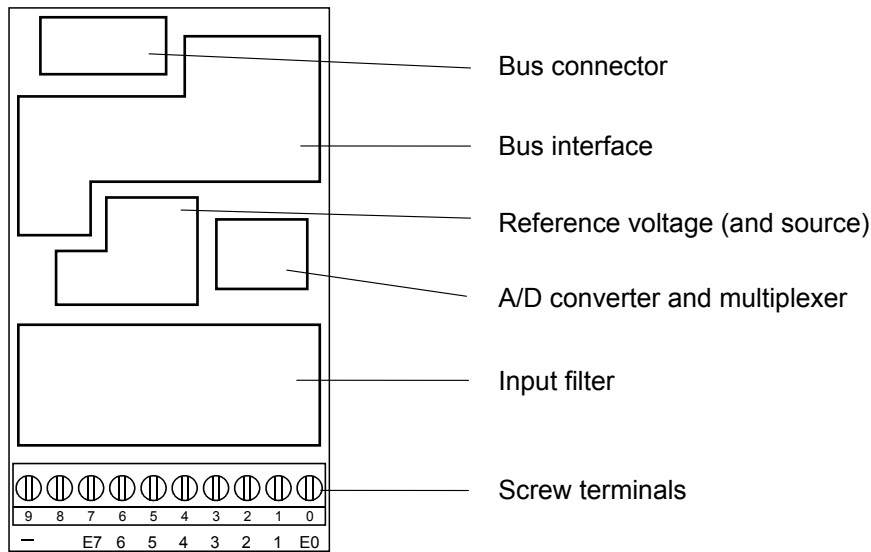 Bus connector
Bus interface
Reference voltage (and source)
A/D converter and multiplexer
Input filter
Screw terminals
9 8 7 6 5 4 3 2 1 0
– E7 6 5 4 3 2 1 E0